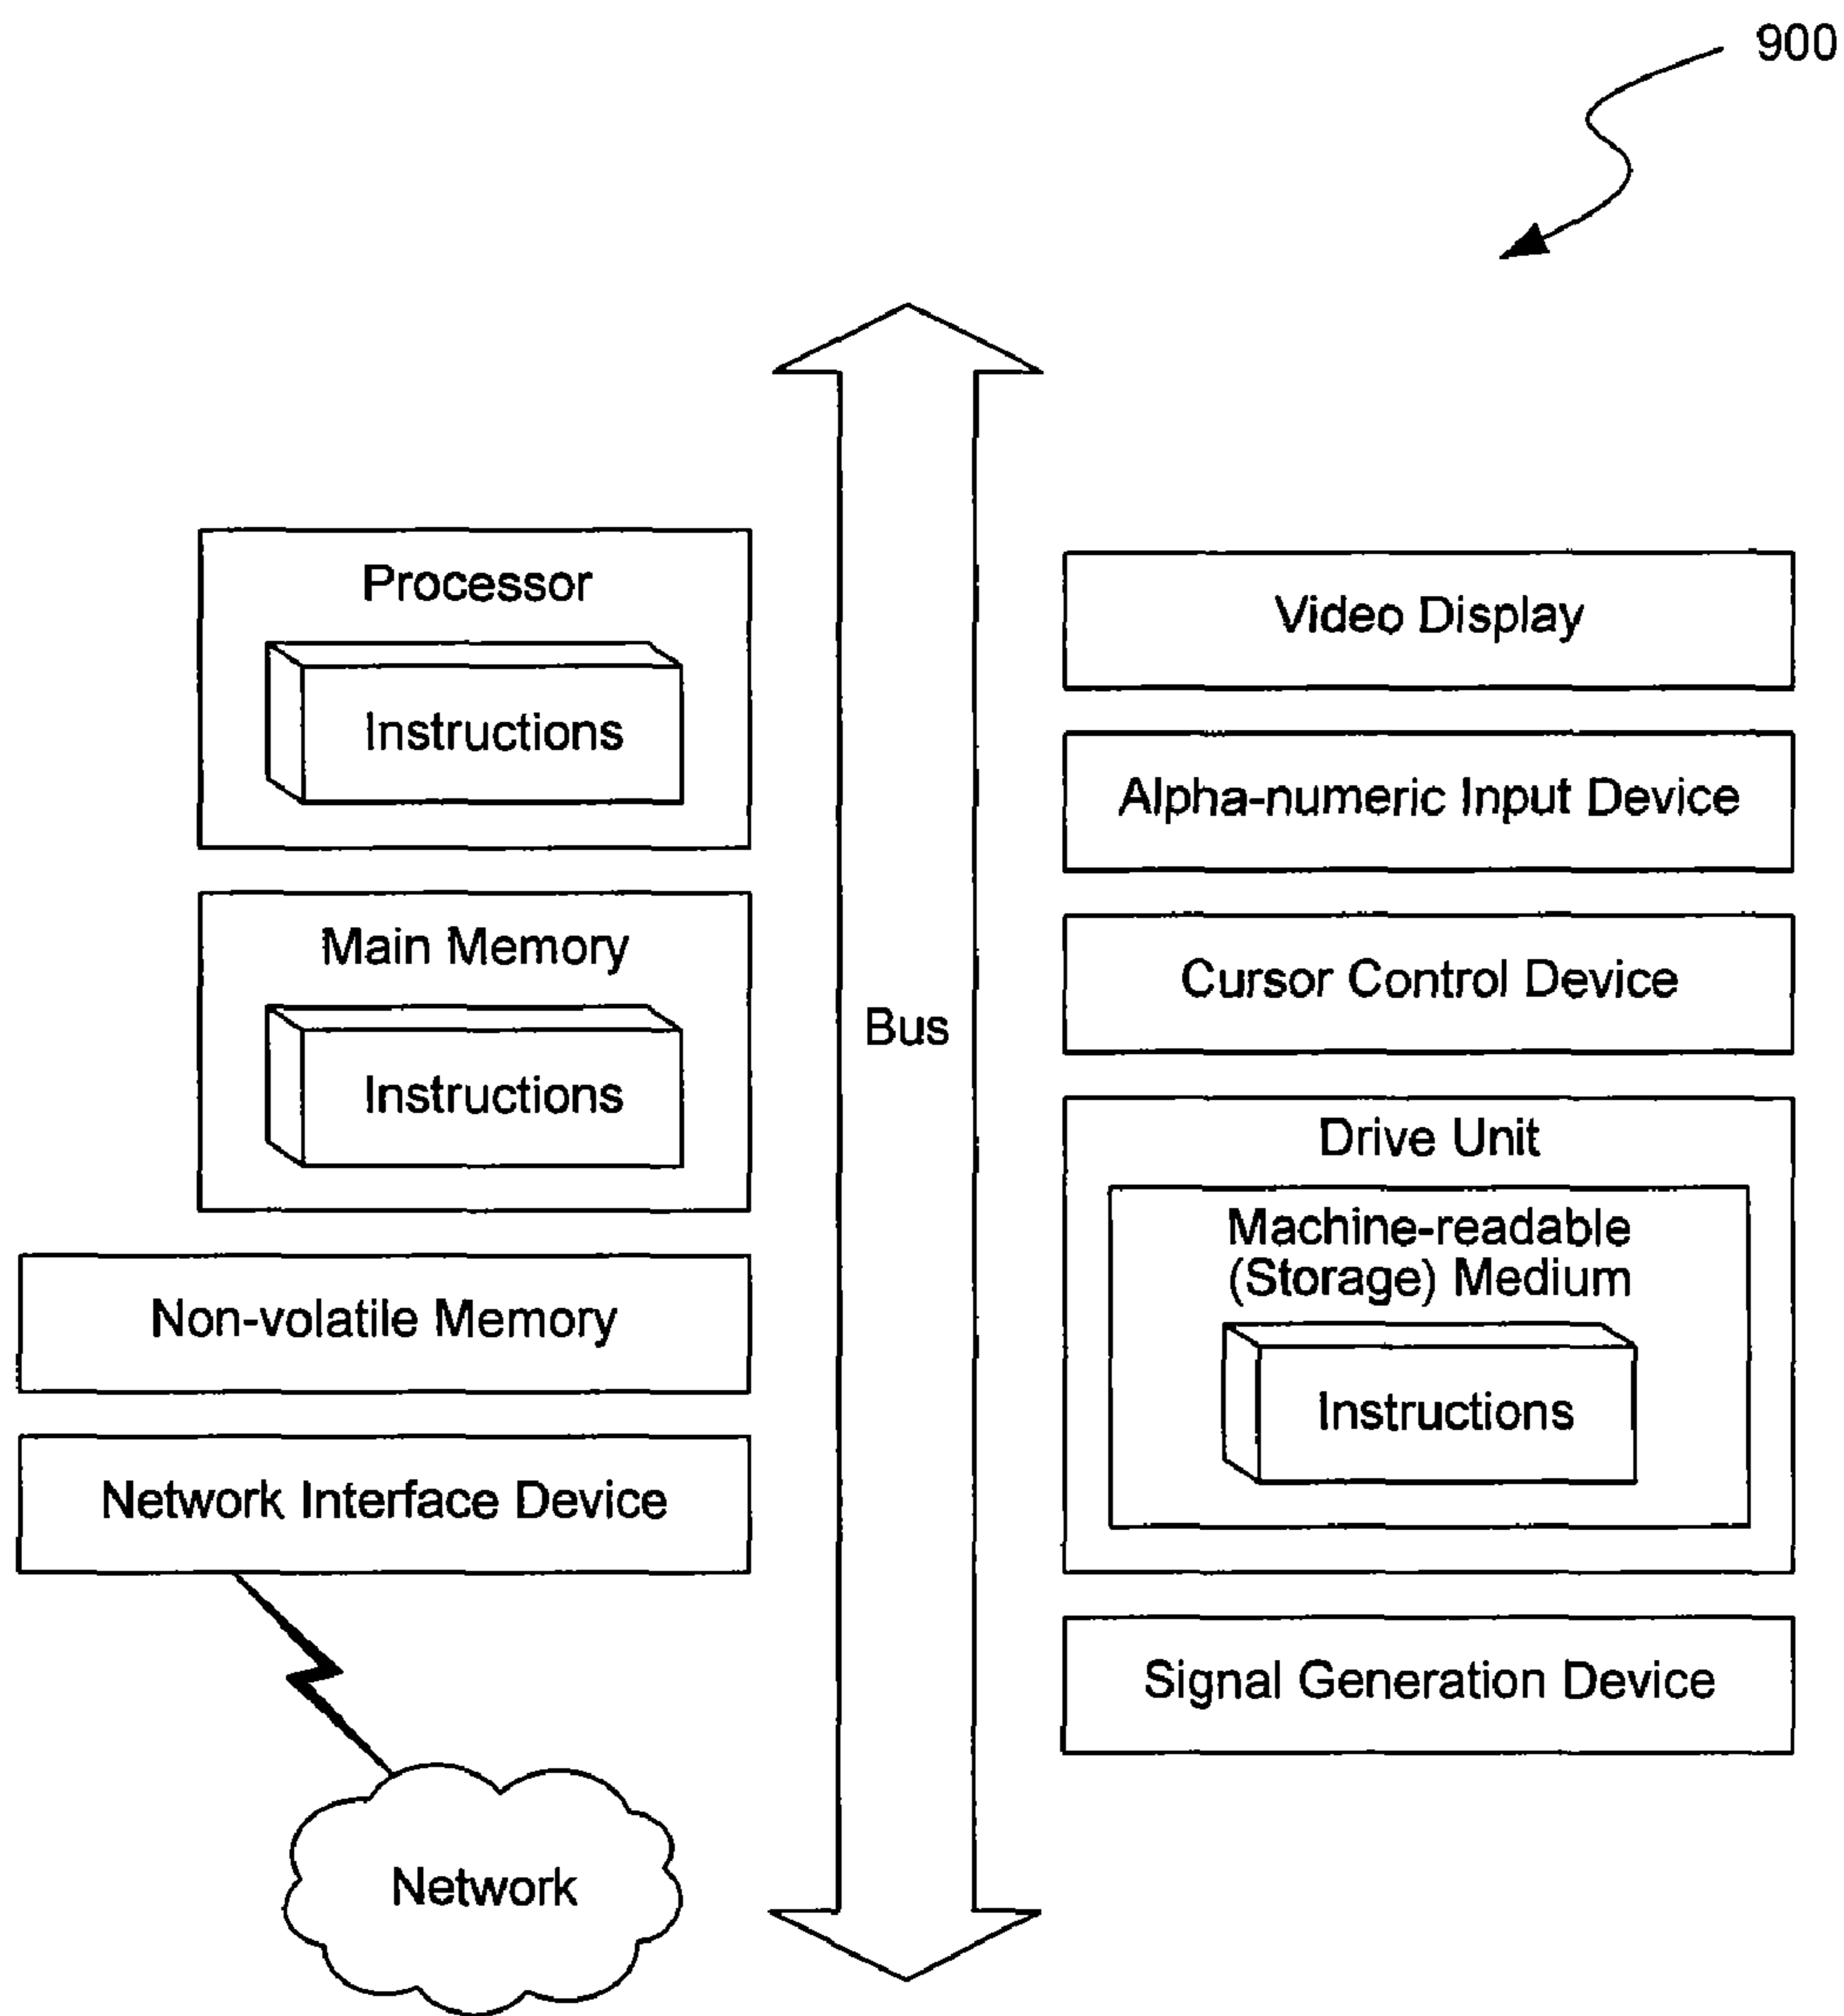 900
Processor
Instructions
Main Memory
Instructions
Non-volatile Memory
Network Interface Device
Network
Bus
Video Display
Alpha-numeric Input Device
Cursor Control Device
Drive Unit
Machine-readable
(Storage) Medium
Instructions
Signal Generation Device